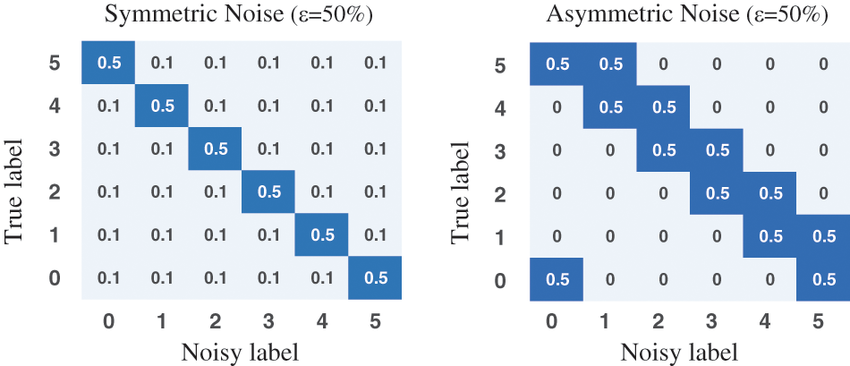 Symmetric Noise (ε=50%)
5 0.5 0.1 0.1 0.1 0.1 0.1
4 0.1 0.5 0.1 0.1 0.1 0.1
3 0.1 0.1 0.5 0.1 0.1 0.1
2 0.1 0.1 0.1 0.5 0.1 0.1
1 0.1 0.1 0.1 0.1 0.5 0.1
0 0.1 0.1 0.1 0.1 0.1 0.5
0 1 2 3 4 5
True label
Noisy label
Asymmetric Noise (ε=50%)
5 0.5 0.5 0 0 0 0
4 0 0.5 0.5 0 0 0
3 0 0 0.5 0.5 0 0
2 0 0 0 0.5 0.5 0
1 0 0 0 0 0.5 0.5
0 0.5 0 0 0 0 0.5
0 1 2 3 4 5
True label
Noisy label